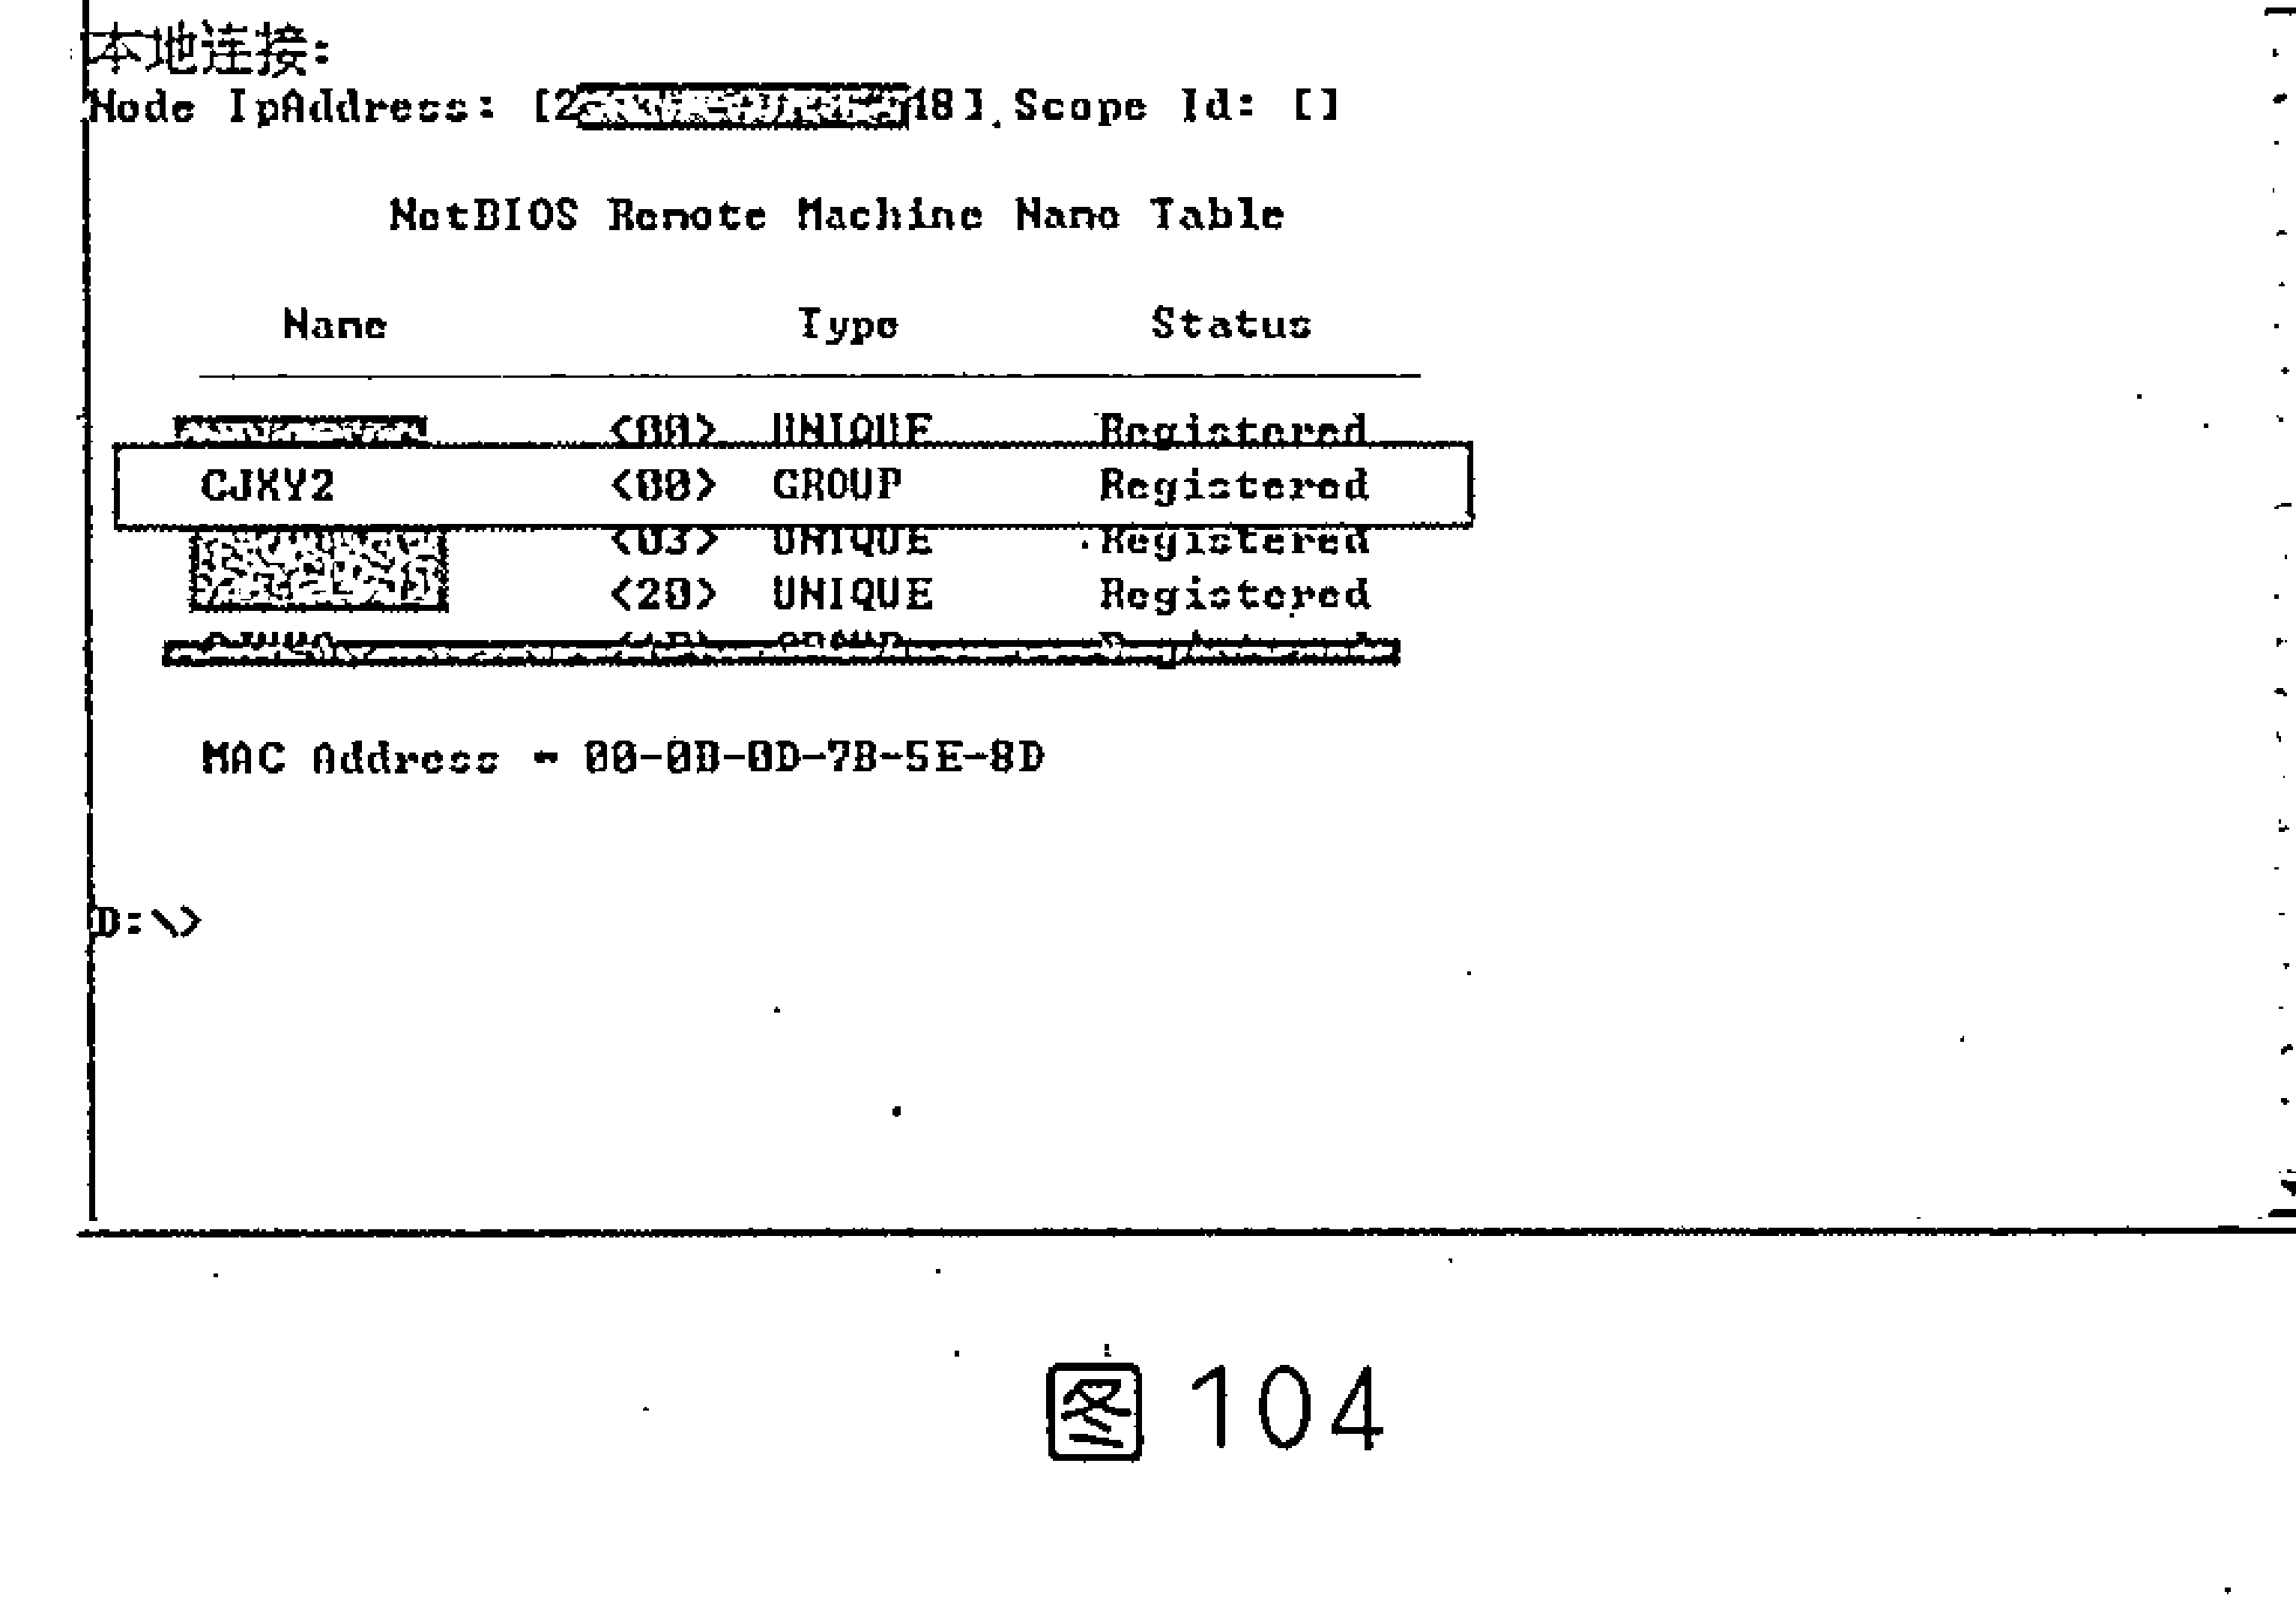 本地连接:
Node IpAddress: [2 18] Scope Id: []
NetBIOS Remote Machine Name Table
Name Type Status
<00> UNIQUE Registered
CJXY2 <00> GROUP Registered
<03> UNIQUE Registered
<20> UNIQUE Registered
MAC Address = 00-0D-0D-7B-5E-8D
D:\>
图 104